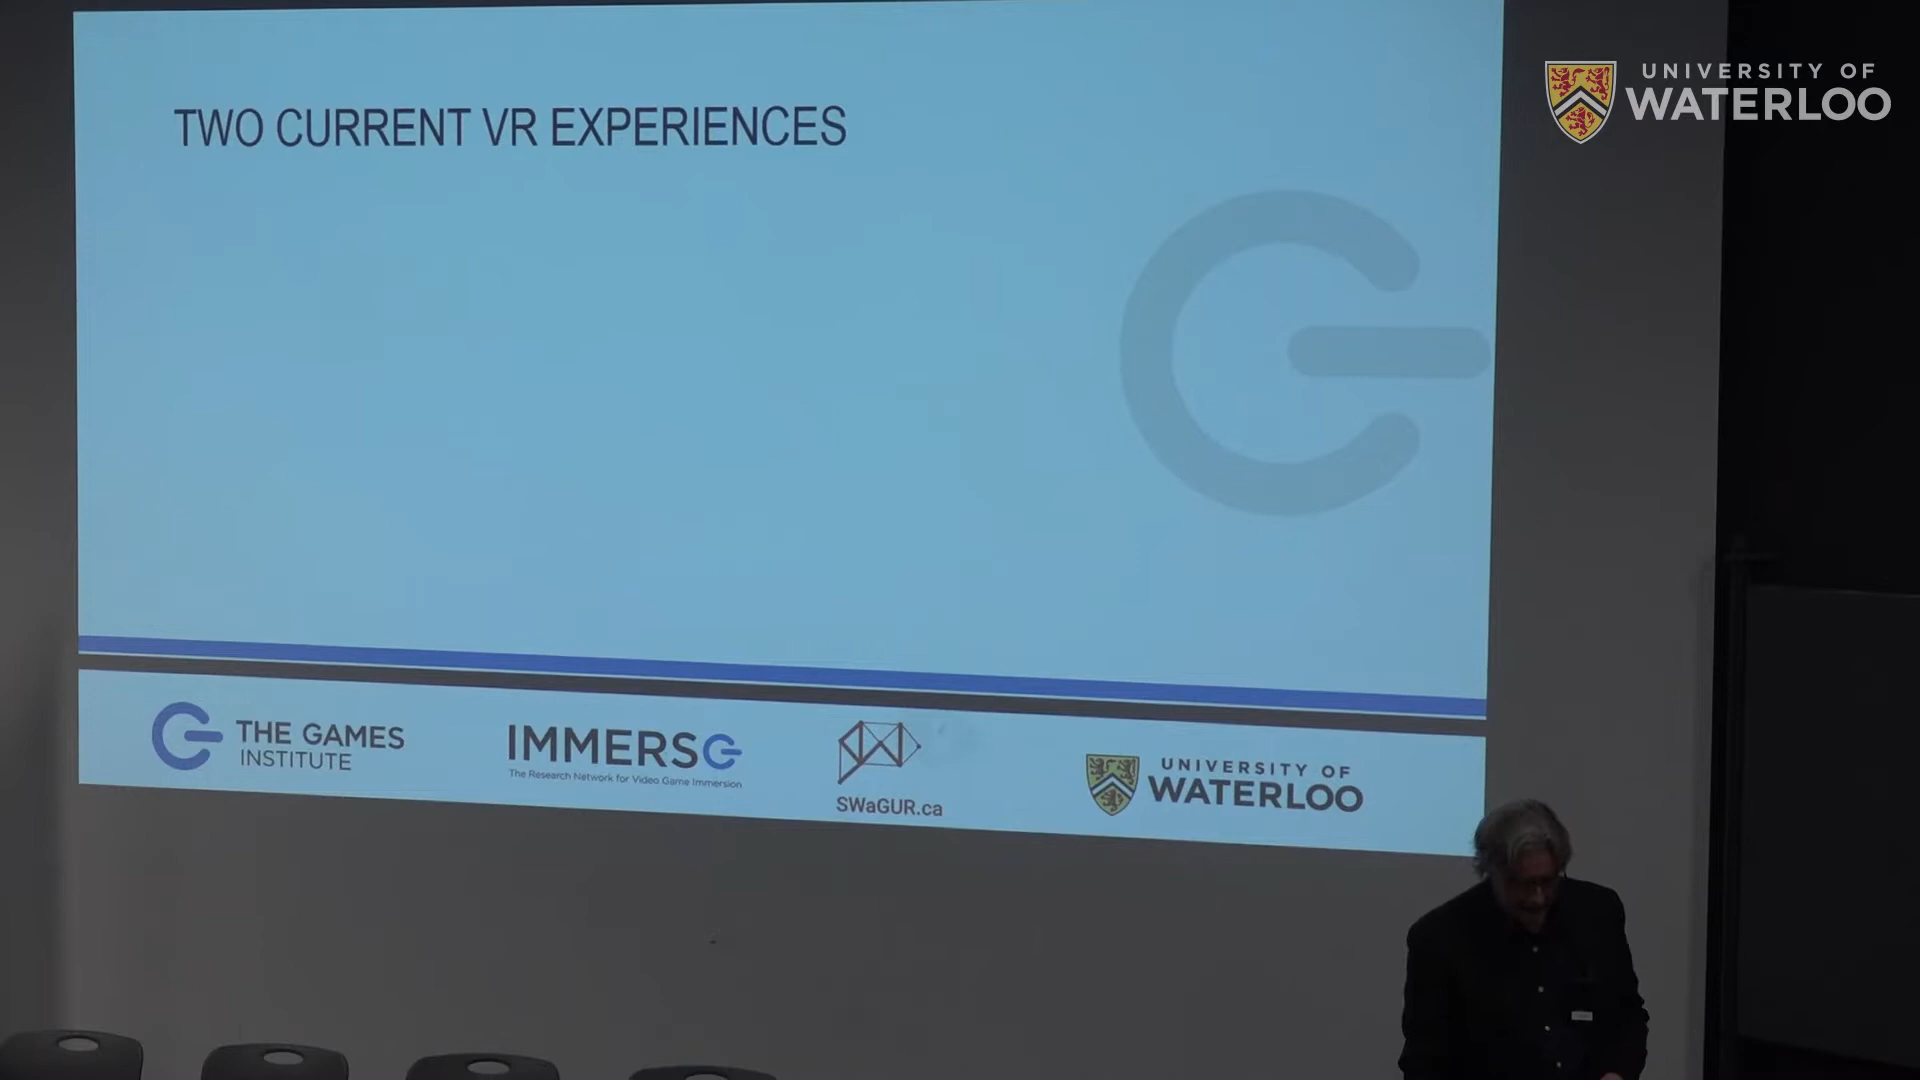 UNIVERSITY OF
WATERLOO
TWO CURRENT VR EXPERIENCES
THE GAMES
INSTITUTE
IMMERSe
The Research Network for Video Game Immersion
SWaGUR.ca
UNIVERSITY OF
WATERLOO